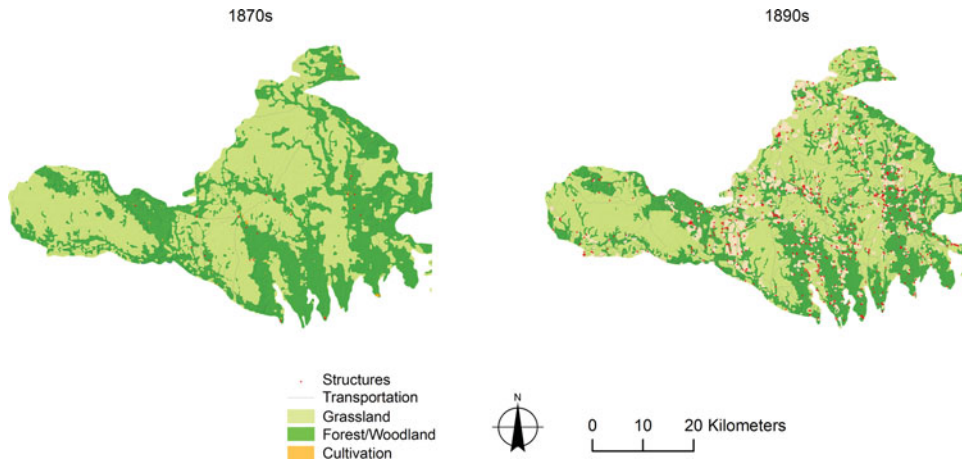 1870s
1890s
Structures
Transportation
Grassland
Forest/Woodland
Cultivation
N
0 10 20 Kilometers